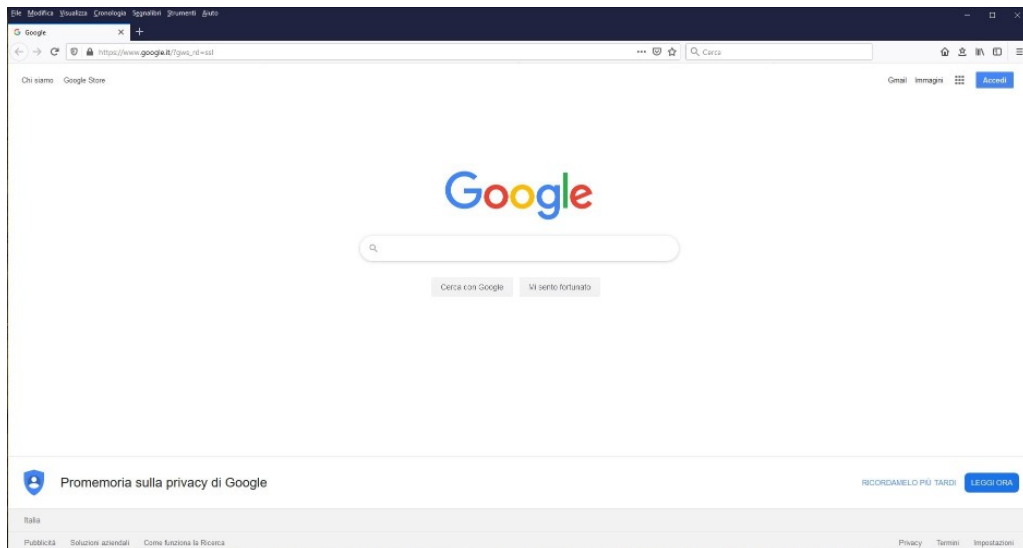 File Modifica Visualizza Cronologia Segnalibri Strumenti Aiuto
Google
https://www.google.it/?gws_rd=ssl
Cerca
Chi siamo Google Store
Gmail Immagini
Accedi
Google
Cerca con Google Mi sento fortunato
Promemoria sulla privacy di Google
RICORDAMELO PIÙ TARDI LEGGI ORA
Italia
Pubblicità Soluzioni aziendali Come funziona la Ricerca
Privacy Termini Impostazioni